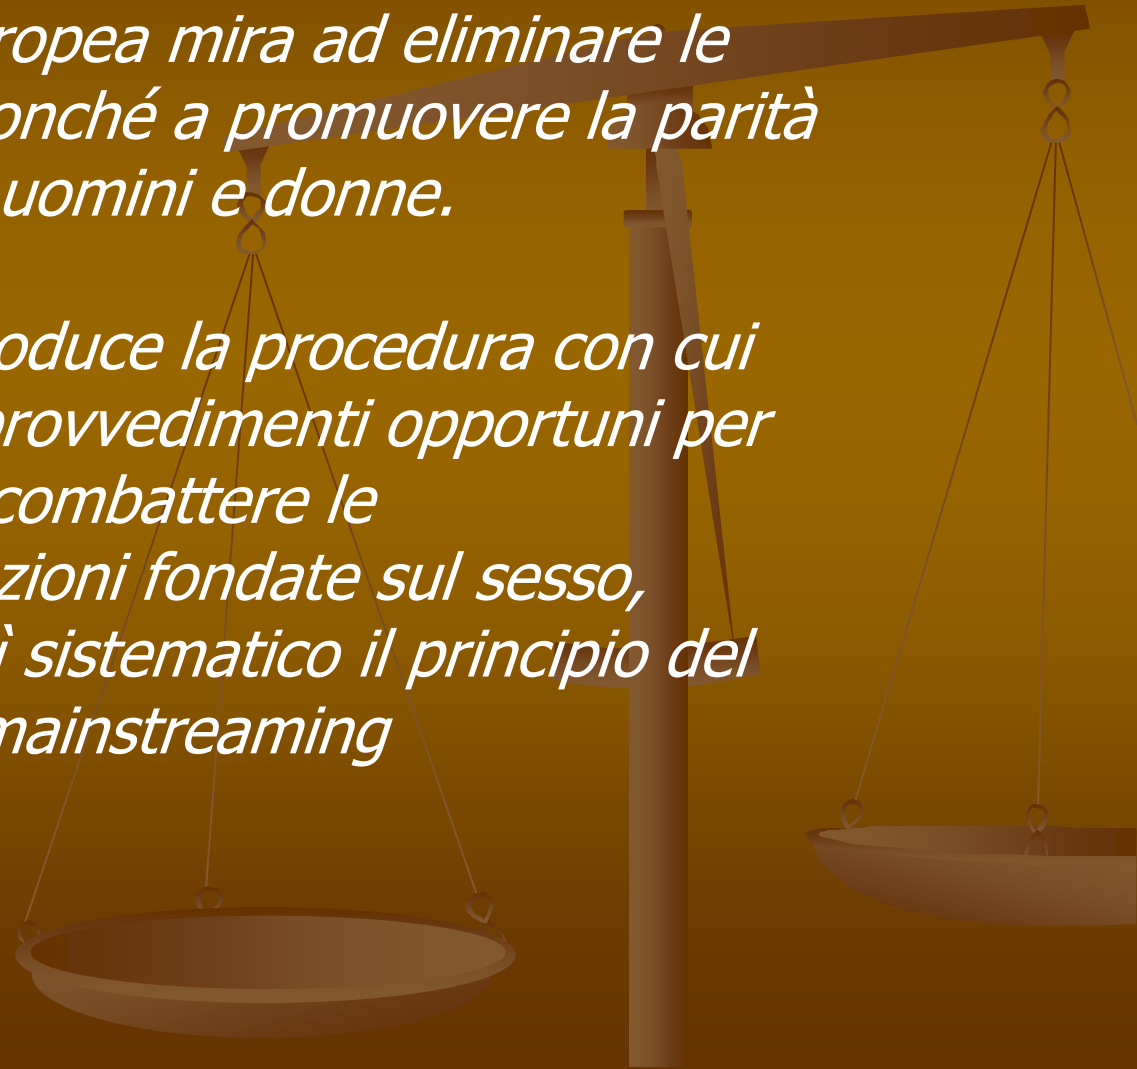 ropea mira ad eliminare le
onché a promuovere la parità
uomini e donne.
oduce la procedura con cui
provvedimenti opportuni per
combattere le
zioni fondate sul sesso,
ì sistematico il principio del
mainstreaming